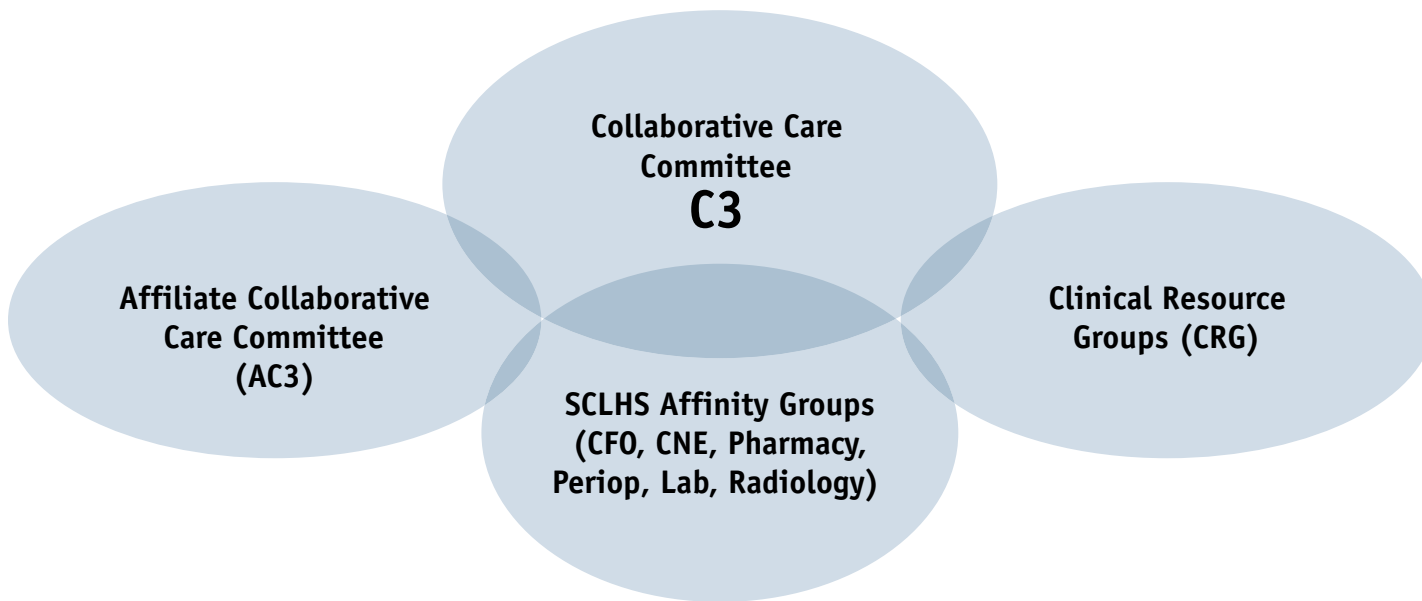 Collaborative Care
Committee
C3
Affiliate Collaborative
Care Committee
(AC3)
Clinical Resource
Groups (CRG)
SCLHS Affinity Groups
(CFO, CNE, Pharmacy,
Periop, Lab, Radiology)